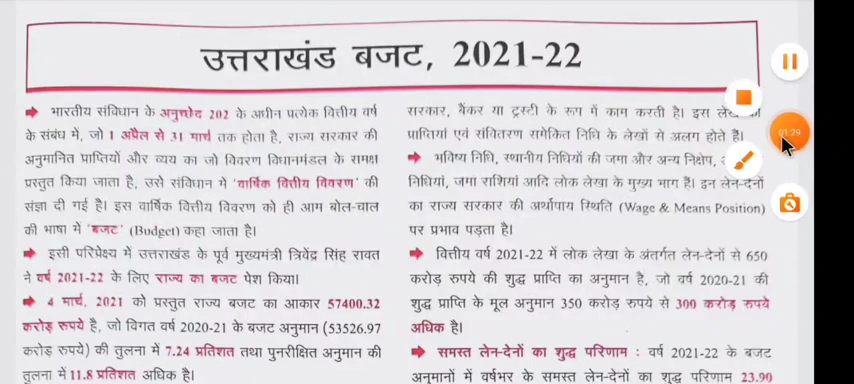 उत्तराखंड बजट, 2021-22
भारतीय संविधान के अनुच्छेद 202 के अधीन प्रत्येक वित्तीय वर्ष
के संबंध में, जो 1 अप्रैल से 31 मार्च तक होता है, राज्य सरकार की
अनुमानित प्राप्तियों और व्यय का जो विवरण विधानमंडल के समक्ष
प्रस्तुत किया जाता है, उसे संविधान में 'वार्षिक वित्तीय विवरण' की
संज्ञा दी गई है। इस वार्षिक वित्तीय विवरण को ही आम बोल-चाल
की भाषा में 'बजट' (Budget) कहा जाता है।
इसी परिप्रेक्ष्य में उत्तराखंड के पूर्व मुख्यमंत्री त्रिवेंद्र सिंह रावत
ने वर्ष 2021-22 के लिए राज्य का बजट पेश किया।
4 मार्च, 2021 को प्रस्तुत राज्य बजट का आकार 57400.32
करोड़ रुपये है, जो विगत वर्ष 2020-21 के बजट अनुमान (53526.97
करोड़ रुपये) की तुलना में 7.24 प्रतिशत तथा पुनरीक्षित अनुमान की
तुलना में 11.8 प्रतिशत अधिक है।
सरकार, बैंकर या ट्रस्टी के रूप में काम करती है। इस
प्राप्तियां एवं संवितरण समेकित निधि के लेखों से अलग होते हैं।
भविष्य निधि, स्थानीय निधियों की जमा और अन्य निक्षेप,
निधियां, जमा राशियां आदि लोक लेखा के मुख्य भाग हैं। इन लेन-देनों
का राज्य सरकार की अर्थोपाय स्थिति (Wage & Means Position)
पर प्रभाव पड़ता है।
वित्तीय वर्ष 2021-22 में लोक लेखा के अंतर्गत लेन-देनों से 650
करोड़ रुपये की शुद्ध प्राप्ति का अनुमान है, जो वर्ष 2020-21 की
शुद्ध प्राप्ति के मूल अनुमान 350 करोड़ रुपये से 300 करोड़ रुपये
अधिक है।
समस्त लेन-देनों का शुद्ध परिणाम : वर्ष 2021-22 के बजट
अनुमानों में वर्षभर के समस्त लेन-देनों का शुद्ध परिणाम 23.90
01:29